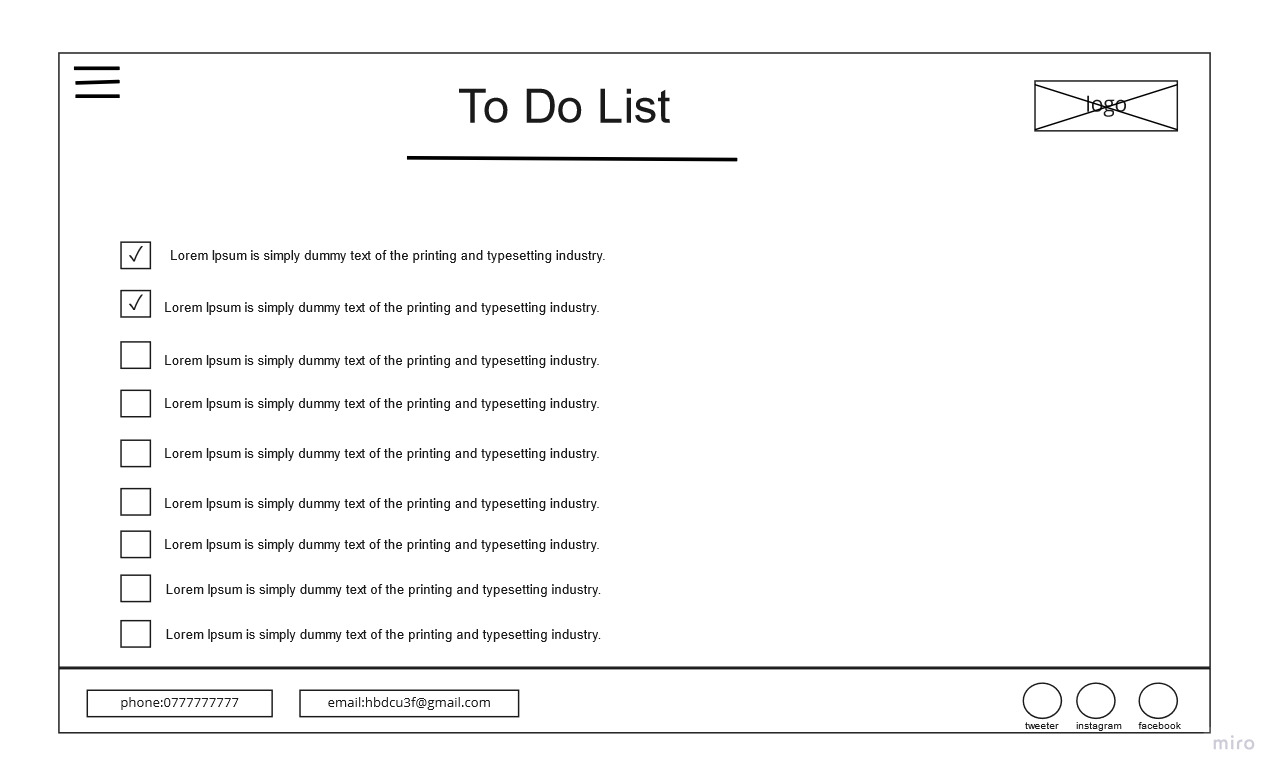 To Do List
logo
✓ Lorem Ipsum is simply dummy text of the printing and typesetting industry.
✓ Lorem Ipsum is simply dummy text of the printing and typesetting industry.
Lorem Ipsum is simply dummy text of the printing and typesetting industry.
Lorem Ipsum is simply dummy text of the printing and typesetting industry.
Lorem Ipsum is simply dummy text of the printing and typesetting industry.
Lorem Ipsum is simply dummy text of the printing and typesetting industry.
Lorem Ipsum is simply dummy text of the printing and typesetting industry.
Lorem Ipsum is simply dummy text of the printing and typesetting industry.
Lorem Ipsum is simply dummy text of the printing and typesetting industry.
phone:0777777777
email:hbdcu3f@gmail.com
tweeter
instagram
facebook
miro